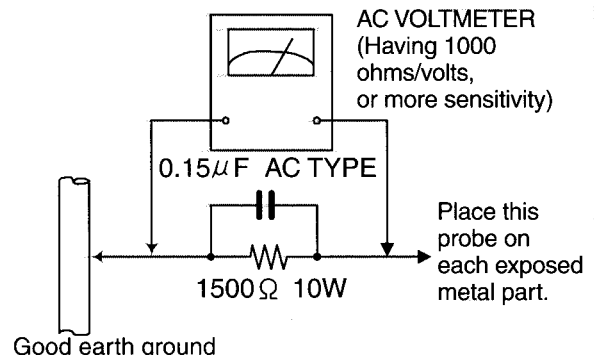 AC VOLTMETER
(Having 1000
ohms/volts,
or more sensitivity)
0.15μF AC TYPE
Place this
probe on
each exposed
metal part.
1500Ω 10W
Good earth ground